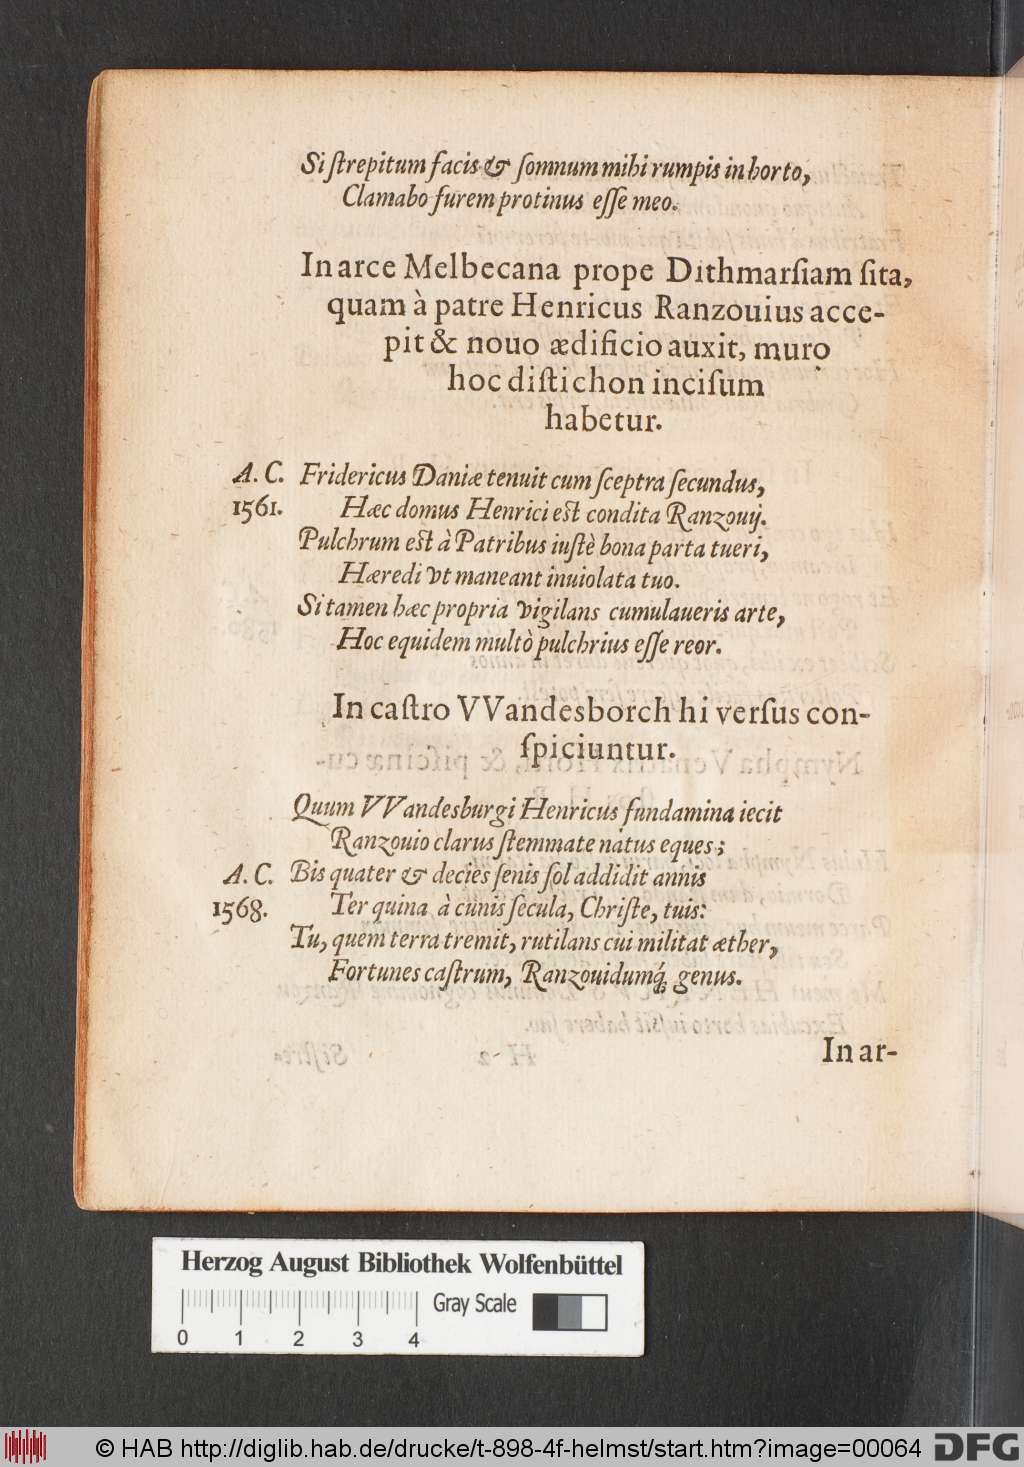 Si ſtrepitum facis & ſomnum mihi rumpis in horto,
Clamabo furem protinus eſſe meo.
In arce Melbecana prope Dithmarſiam ſita,
quam à patre Henricus Ranzouius acce-
pit & nouo ædificio auxit, muro
hoc diſtichon inciſum
habetur.
A. C. Fridericus Daniæ tenuit cum ſceptra ſecundus,
1561. Hæc domus Henrici eſt condita Ranzouij.
Pulchrum eſt à Patribus iuſtè bona parta tueri,
Hæredi vt maneant inuiolata tuo.
Si tamen hæc propria vigilans cumulaueris arte,
Hoc equidem multò pulchrius eſſe reor.
In caſtro VVandesborch hi verſus con-
ſpiciuntur.
Quum VVandesburgi Henricus fundamina iecit
Ranzouio clarus ſtemmate natus eques;
A. C. Bis quater & decies ſenis ſol addidit annis
1568. Ter quina à cunis ſecula, Chriſte, tuis:
Tu, quem terra tremit, rutilans cui militat æther,
Fortunes caſtrum, Ranzouidumq́; genus.
In ar-
Herzog August Bibliothek Wolfenbüttel
0 1 2 3 4 Gray Scale
© HAB http://diglib.hab.de/drucke/t-898-4f-helmst/start.htm?image=00064 DFG